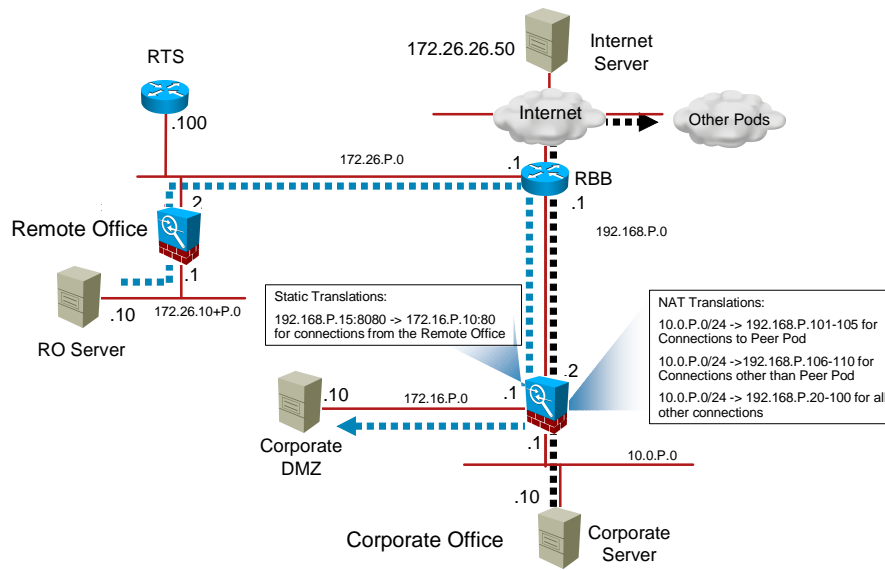 172.26.26.50
Internet
Server
RTS
.100
Internet
Other Pods
172.26.P.0
.1
RBB
.1
.2
Remote Office
192.168.P.0
.1
.10
172.26.10+P.0
RO Server
Static Translations:
192.168.P.15:8080 -> 172.16.P.10:80
for connections from the Remote Office
NAT Translations:
10.0.P.0/24 -> 192.168.P.101-105 for
Connections to Peer Pod
10.0.P.0/24 ->192.168.P.106-110 for
Connections other than Peer Pod
10.0.P.0/24 -> 192.168.P.20-100 for all
other connections
.2
.10
172.16.P.0
.1
Corporate
DMZ
.1
10.0.P.0
.10
Corporate Office
Corporate
Server